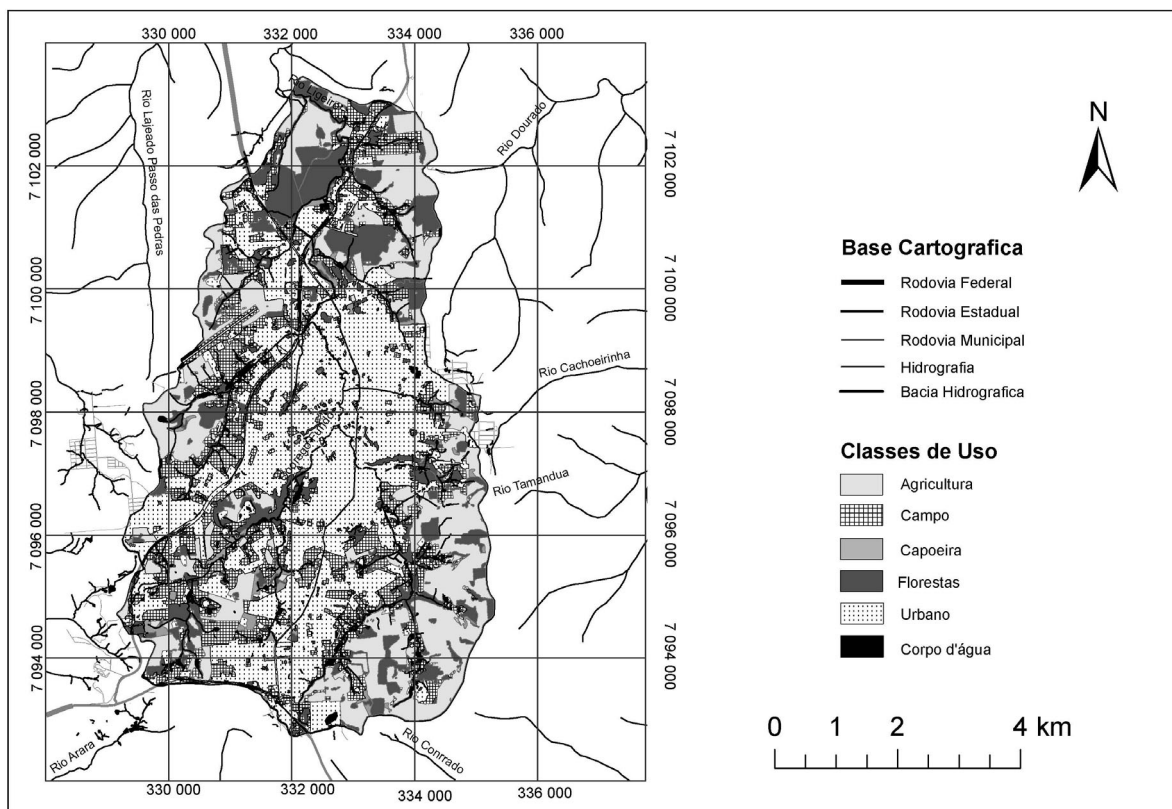 330 000 332 000 334 000 336 000
N
7 102 000
7 100 000
7 098 000
7 096 000
7 094 000
Rio Lajeado Passo das Pedras
Rio Ligeiro
Rio Dourado
Rio Cachoeirinha
Rio Tamandua
Rio Conrrado
Rio Arara
7 102 000
7 100 000
7 098 000
7 096 000
7 094 000
330 000 332 000 334 000 336 000
Base Cartografica
Rodovia Federal
Rodovia Estadual
Rodovia Municipal
Hidrografia
Bacia Hidrografica
Classes de Uso
Agricultura
Campo
Capoeira
Florestas
Urbano
Corpo d'água
0 1 2 4 km